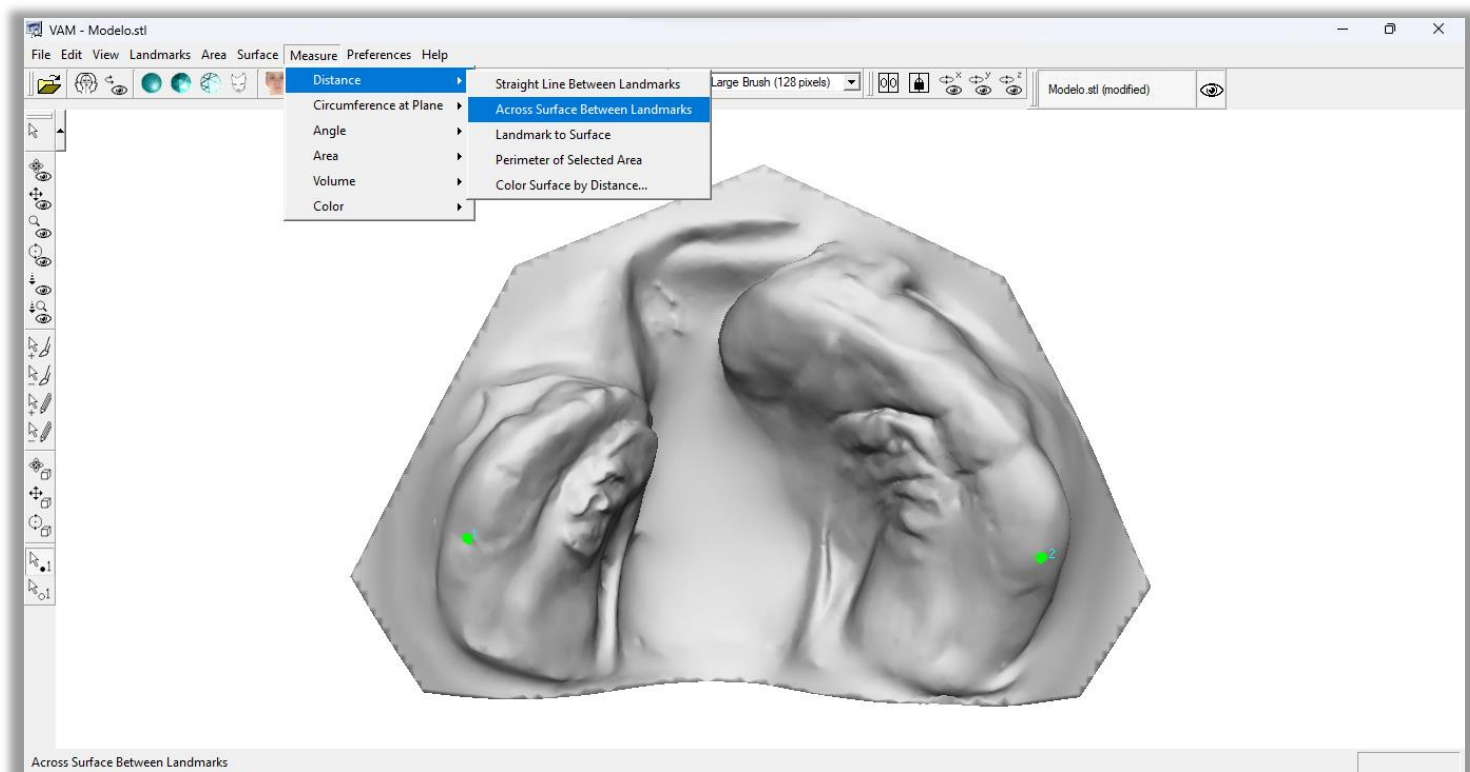 VAM - Modelo.stl
File Edit View Landmarks Area Surface Measure Preferences Help
Large Brush (128 pixels)
Modelo.stl (modified)
Distance
Circumference at Plane
Angle
Area
Volume
Color
Straight Line Between Landmarks
Across Surface Between Landmarks
Landmark to Surface
Perimeter of Selected Area
Color Surface by Distance...
x y z
1
1
1
2
Across Surface Between Landmarks